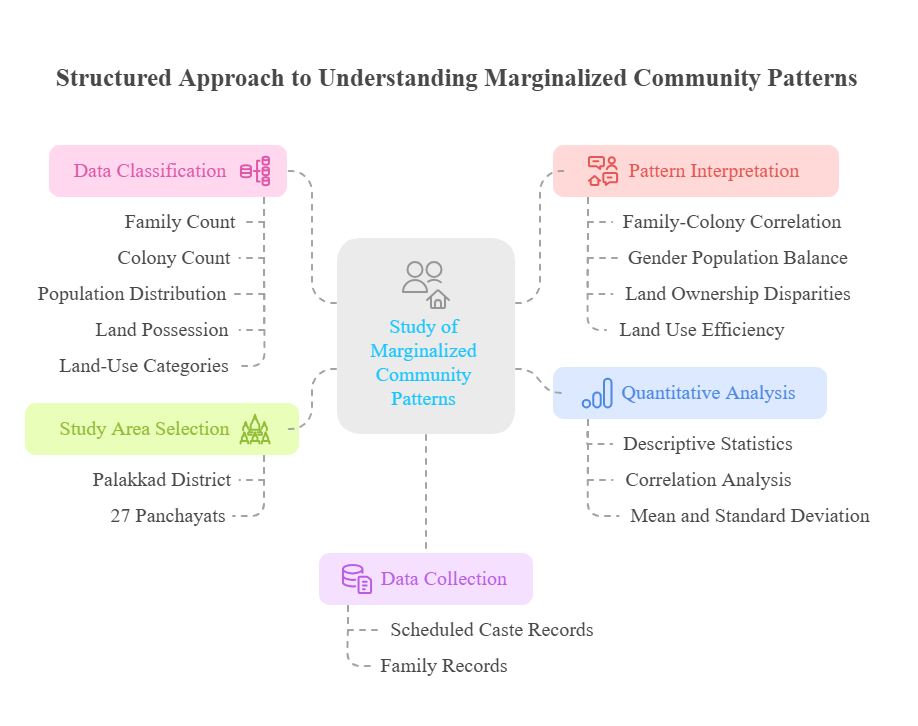 Structured Approach to Understanding Marginalized Community Patterns
Data Classification
Family Count
Colony Count
Population Distribution
Land Possession
Land-Use Categories
Study Area Selection
Palakkad District
27 Panchayats
Study of
Marginalized
Community
Patterns
Pattern Interpretation
Family-Colony Correlation
Gender Population Balance
Land Ownership Disparities
Land Use Efficiency
Quantitative Analysis
Descriptive Statistics
Correlation Analysis
Mean and Standard Deviation
Data Collection
Scheduled Caste Records
Family Records